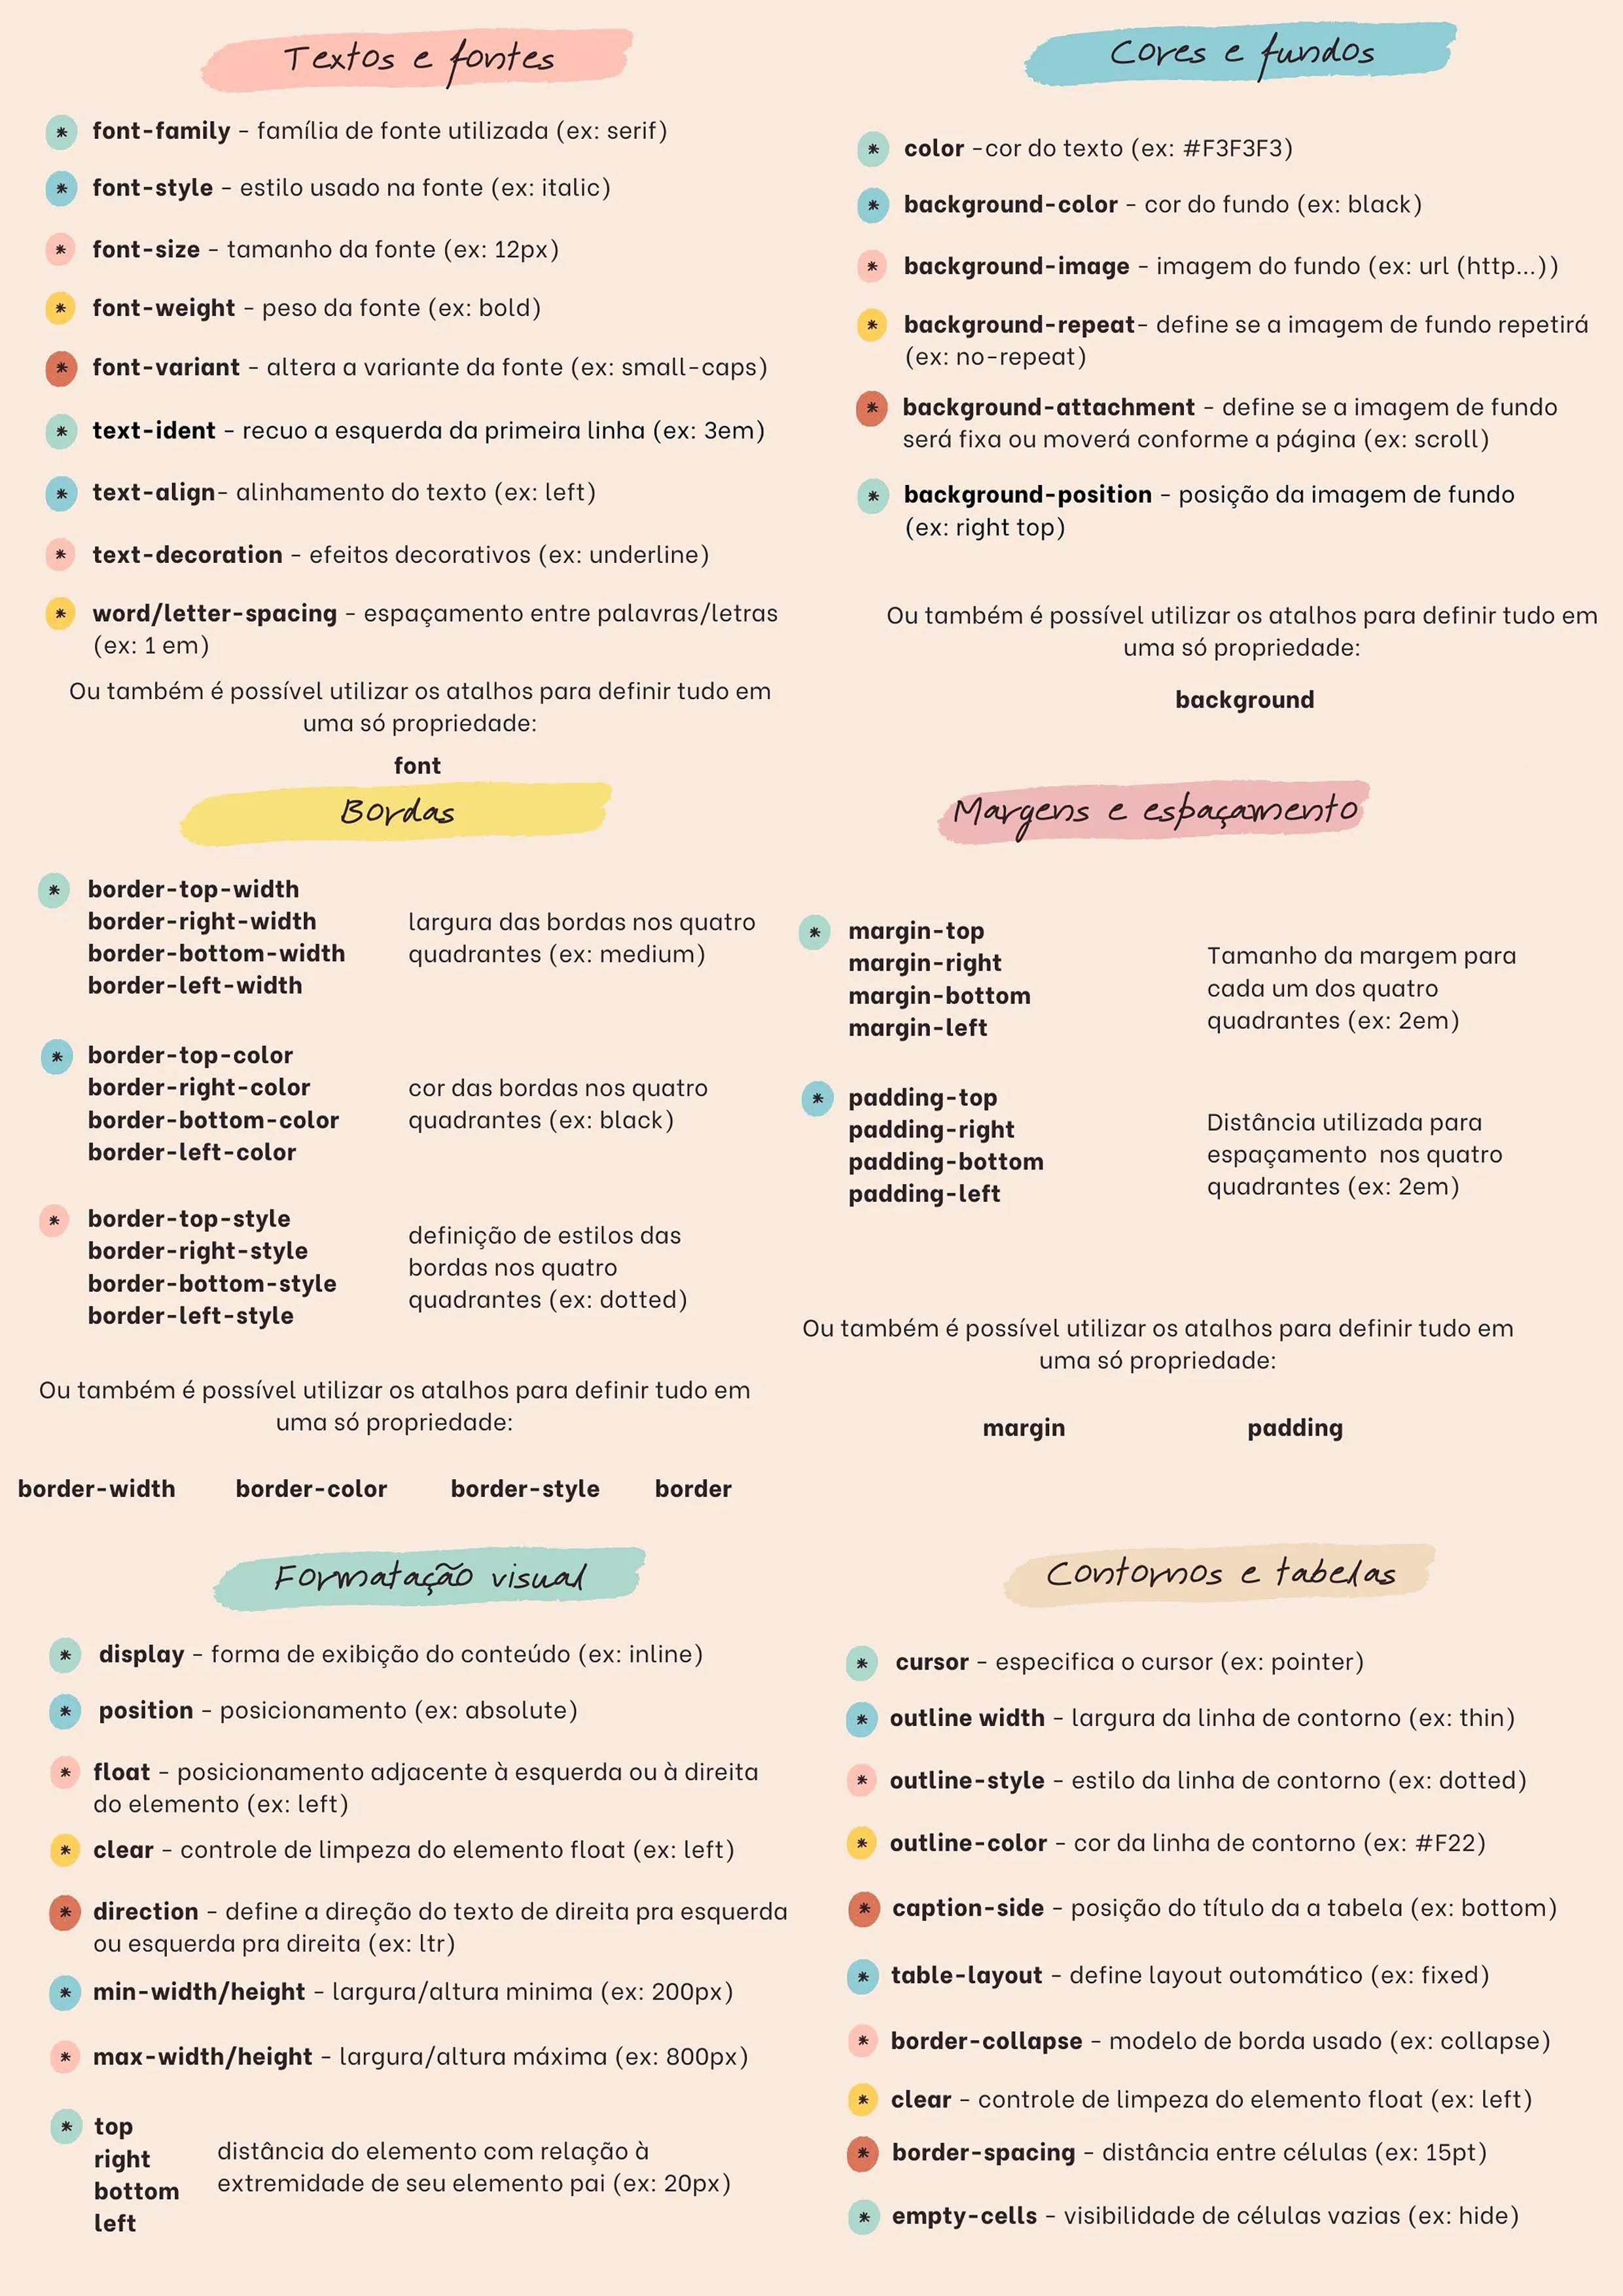 Textos e fontes
* font-family - família de fonte utilizada (ex: serif)
* font-style - estilo usado na fonte (ex: italic)
* font-size - tamanho da fonte (ex: 12px)
* font-weight - peso da fonte (ex: bold)
* font-variant - altera a variante da fonte (ex: small-caps)
* text-ident - recuo a esquerda da primeira linha (ex: 3em)
* text-align- alinhamento do texto (ex: left)
* text-decoration - efeitos decorativos (ex: underline)
* word/letter-spacing - espaçamento entre palavras/letras
(ex: 1 em)
Ou também é possível utilizar os atalhos para definir tudo em
uma só propriedade:
font
Cores e fundos
* color -cor do texto (ex: #F3F3F3)
* background-color - cor do fundo (ex: black)
* background-image - imagem do fundo (ex: url (http...))
* background-repeat- define se a imagem de fundo repetirá
(ex: no-repeat)
* background-attachment - define se a imagem de fundo
será fixa ou moverá conforme a página (ex: scroll)
* background-position - posição da imagem de fundo
(ex: right top)
Ou também é possível utilizar os atalhos para definir tudo em
uma só propriedade:
background
Bordas
* border-top-width
border-right-width
border-bottom-width
border-left-width
largura das bordas nos quatro
quadrantes (ex: medium)
* border-top-color
border-right-color
border-bottom-color
border-left-color
cor das bordas nos quatro
quadrantes (ex: black)
* border-top-style
border-right-style
border-bottom-style
border-left-style
definição de estilos das
bordas nos quatro
quadrantes (ex: dotted)
Ou também é possível utilizar os atalhos para definir tudo em
uma só propriedade:
border-width border-color border-style border
Margens e espaçamento
* margin-top
margin-right
margin-bottom
margin-left
Tamanho da margem para
cada um dos quatro
quadrantes (ex: 2em)
* padding-top
padding-right
padding-bottom
padding-left
Distância utilizada para
espaçamento nos quatro
quadrantes (ex: 2em)
Ou também é possível utilizar os atalhos para definir tudo em
uma só propriedade:
margin padding
Formatação visual
* display - forma de exibição do conteúdo (ex: inline)
* position - posicionamento (ex: absolute)
* float - posicionamento adjacente à esquerda ou à direita
do elemento (ex: left)
* clear - controle de limpeza do elemento float (ex: left)
* direction - define a direção do texto de direita pra esquerda
ou esquerda pra direita (ex: ltr)
* min-width/height - largura/altura minima (ex: 200px)
* max-width/height - largura/altura máxima (ex: 800px)
* top
right
bottom
left
distância do elemento com relação à
extremidade de seu elemento pai (ex: 20px)
Contornos e tabelas
* cursor - especifica o cursor (ex: pointer)
* outline width - largura da linha de contorno (ex: thin)
* outline-style - estilo da linha de contorno (ex: dotted)
* outline-color - cor da linha de contorno (ex: #F22)
* caption-side - posição do título da a tabela (ex: bottom)
* table-layout - define layout outomático (ex: fixed)
* border-collapse - modelo de borda usado (ex: collapse)
* clear - controle de limpeza do elemento float (ex: left)
* border-spacing - distância entre células (ex: 15pt)
* empty-cells - visibilidade de células vazias (ex: hide)